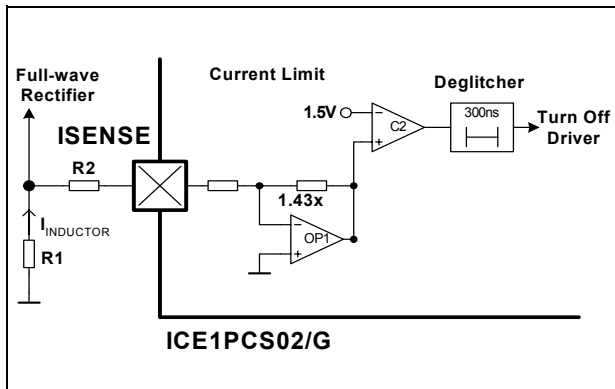 Full-wave
Rectifier
Current Limit
Deglitcher
1.5V
C2
300ns
Turn Off
Driver
ISENSE
R2
1.43x
OP1
IINDUCTOR
R1
ICE1PCS02/G